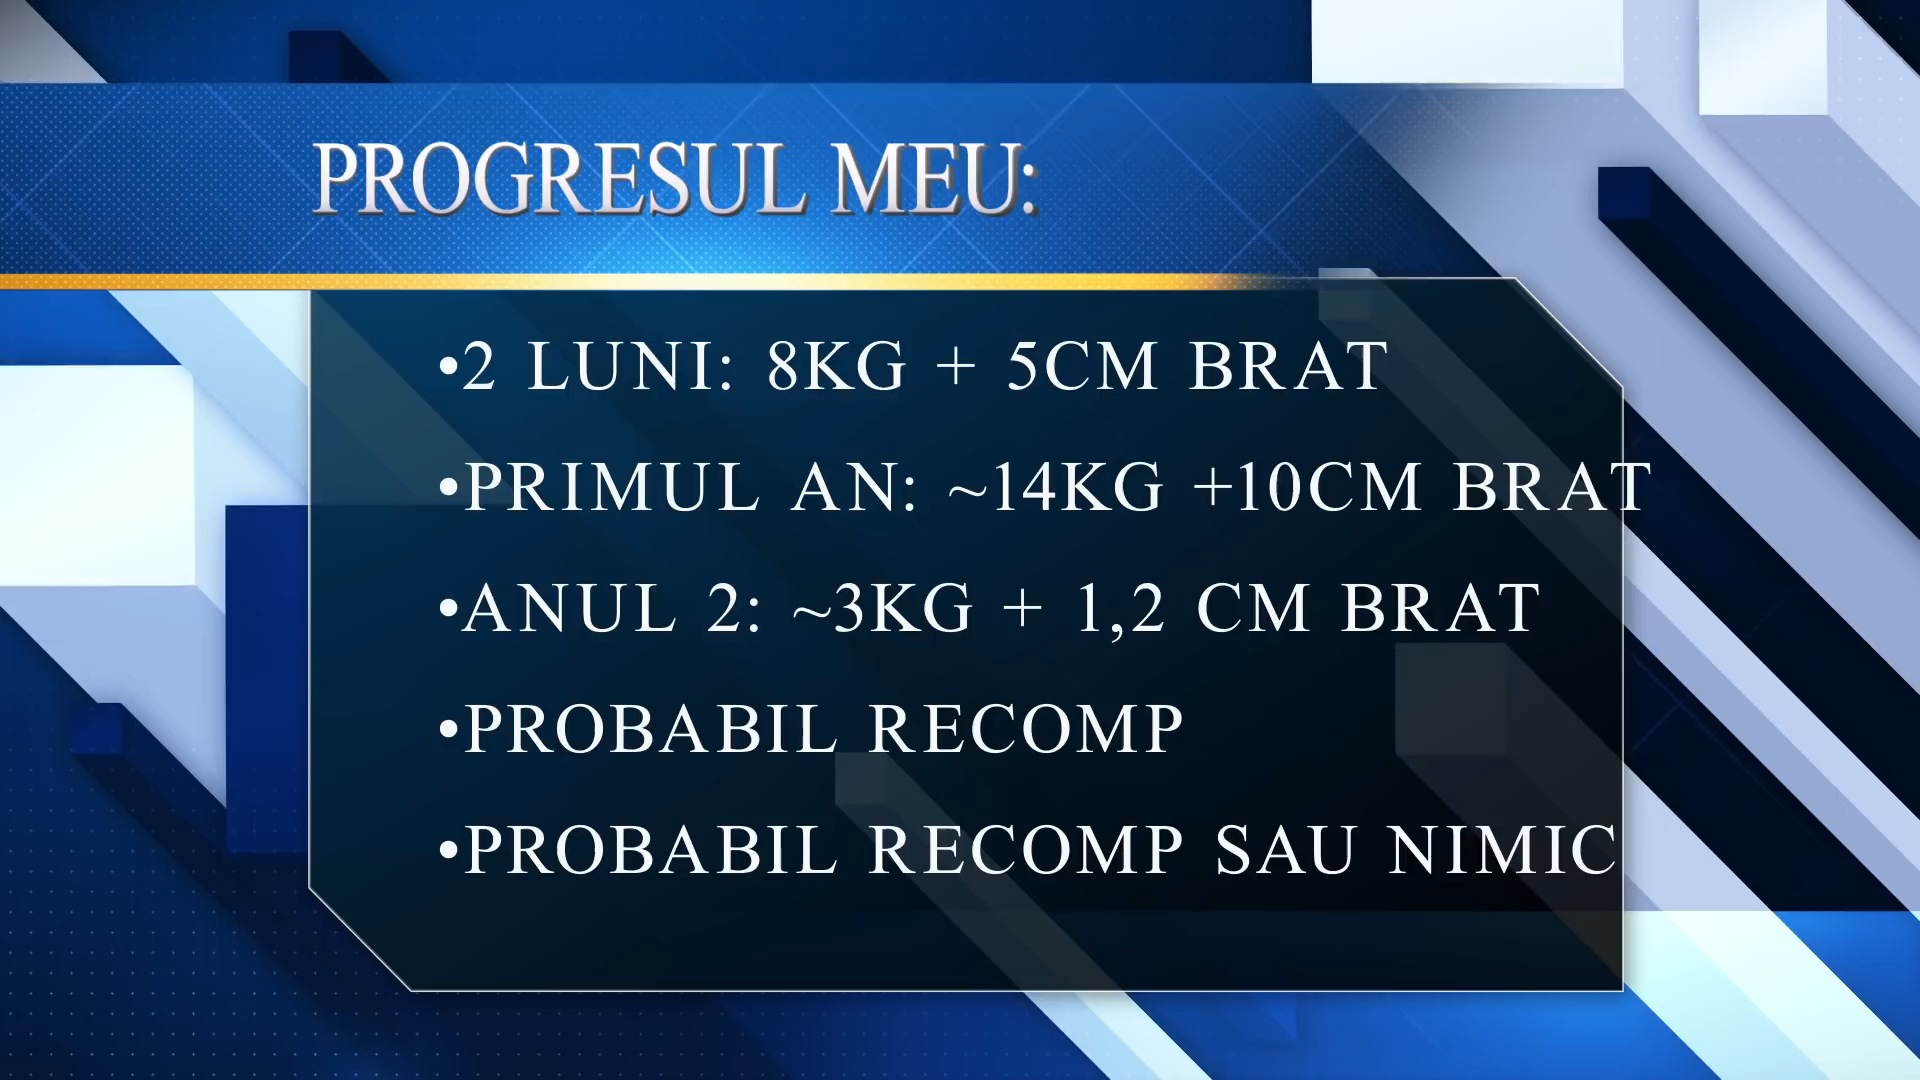 PROGRESUL MEU:
•2 LUNI: 8KG + 5CM BRAT
•PRIMUL AN: ~14KG +10CM BRAT
•ANUL 2: ~3KG + 1,2 CM BRAT
•PROBABIL RECOMP
•PROBABIL RECOMP SAU NIMIC